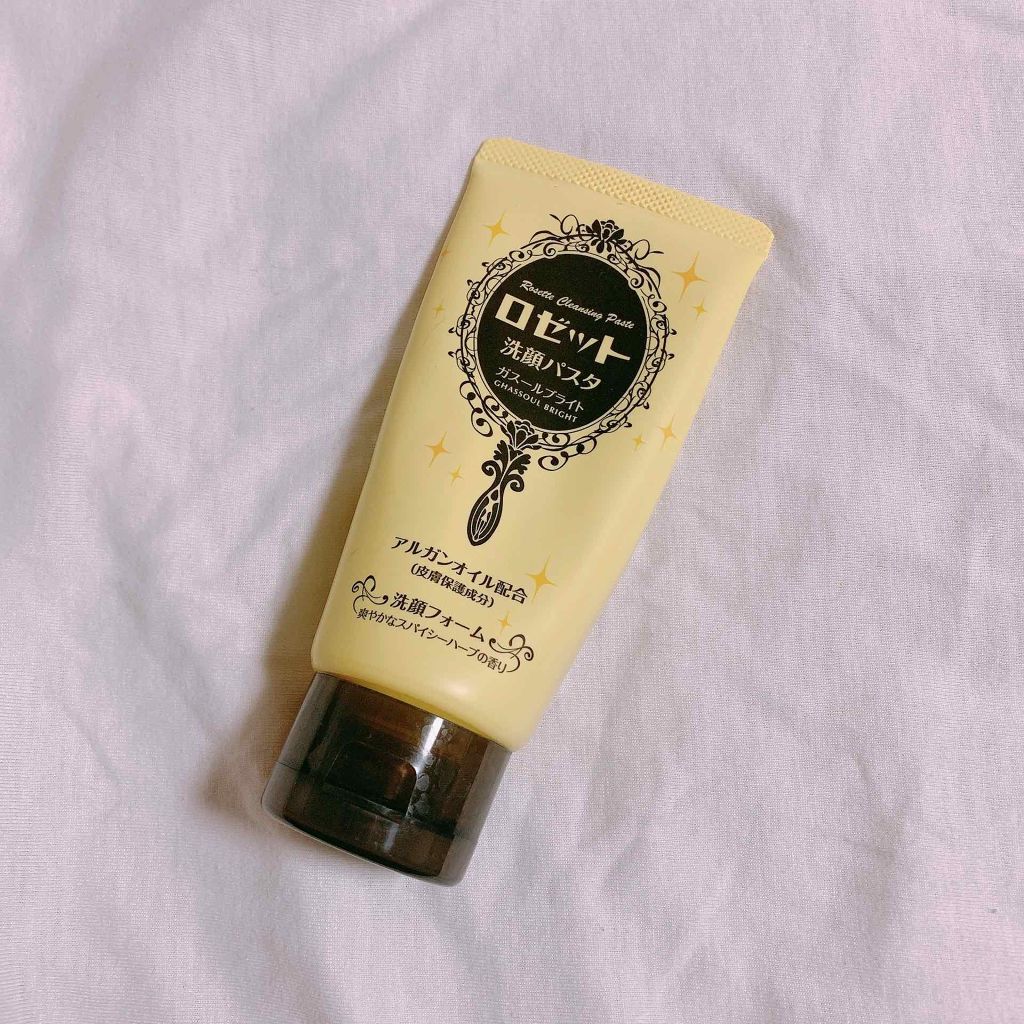 Rosette Cleansing Paste
ロゼット
洗顔パスタ
ガスールブライト
GHASSOUL BRIGHT
アルガンオイル配合
(皮膚保護成分)
洗顔フォーム
爽やかなスパイシーハーブの香り